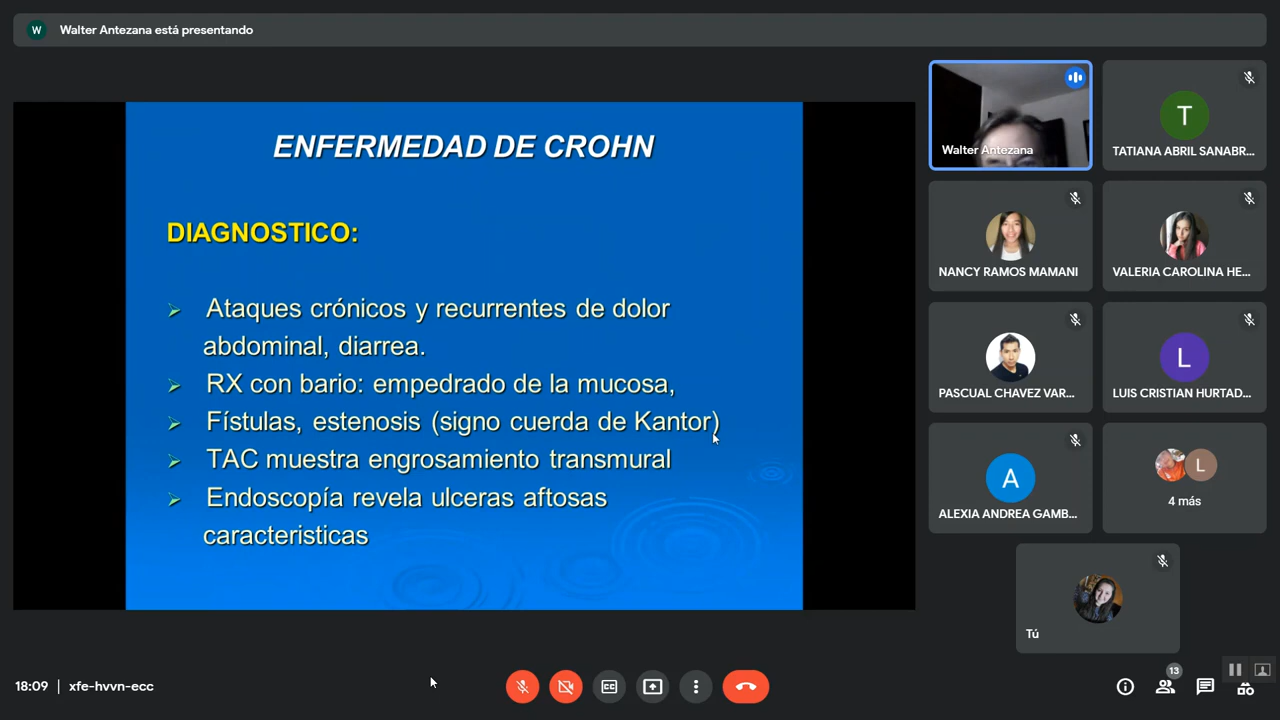 W Walter Antezana está presentando
ENFERMEDAD DE CROHN
DIAGNOSTICO:
Ataques crónicos y recurrentes de dolor
abdominal, diarrea.
RX con bario: empedrado de la mucosa,
Fístulas, estenosis (signo cuerda de Kantor)
TAC muestra engrosamiento transmural
Endoscopía revela ulceras aftosas
caracteristicas
Walter Antezana
T
TATIANA ABRIL SANABR...
NANCY RAMOS MAMANI
VALERIA CAROLINA HE...
PASCUAL CHAVEZ VAR...
L
LUIS CRISTIAN HURTAD...
A
ALEXIA ANDREA GAMB...
L
4 más
Tú
18:09 | xfe-hvvn-ecc
CC
13